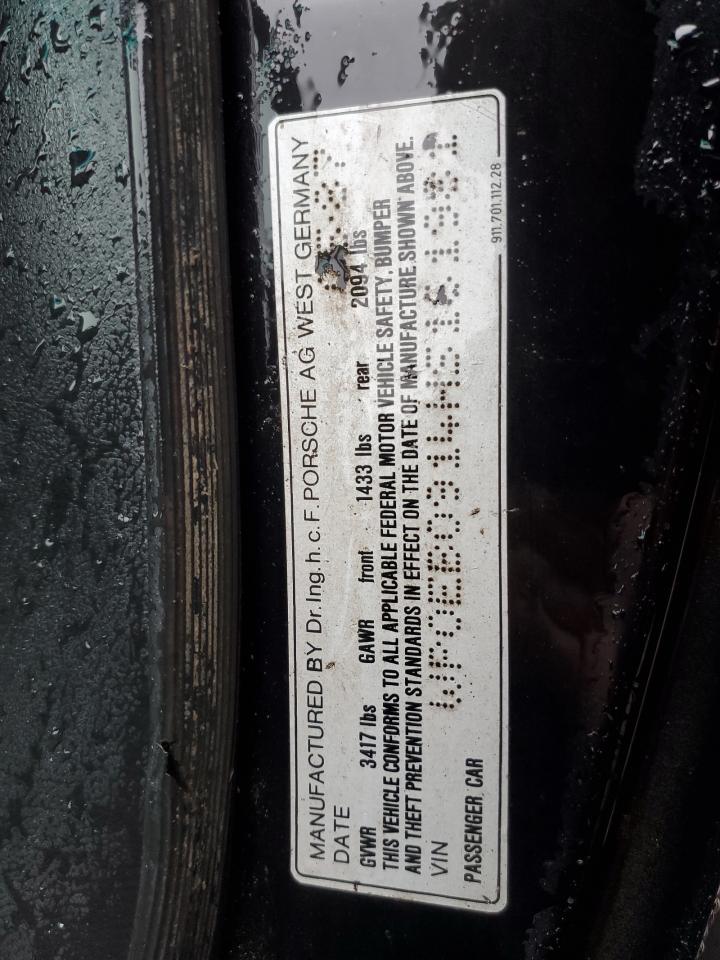 MANUFACTURED BY Dr. Ing. h. c. F. PORSCHE AG WEST GERMANY
DATE
GVWR 3417 lbs GAWR front 1433 lbs rear 2094 lbs
THIS VEHICLE CONFORMS TO ALL APPLICABLE FEDERAL MOTOR VEHICLE SAFETY, BUMPER
AND THEFT PREVENTION STANDARDS IN EFFECT ON THE DATE OF MANUFACTURE SHOWN ABOVE.
VIN WP0EB0914HS161351
PASSENGER CAR
911.701.112.28